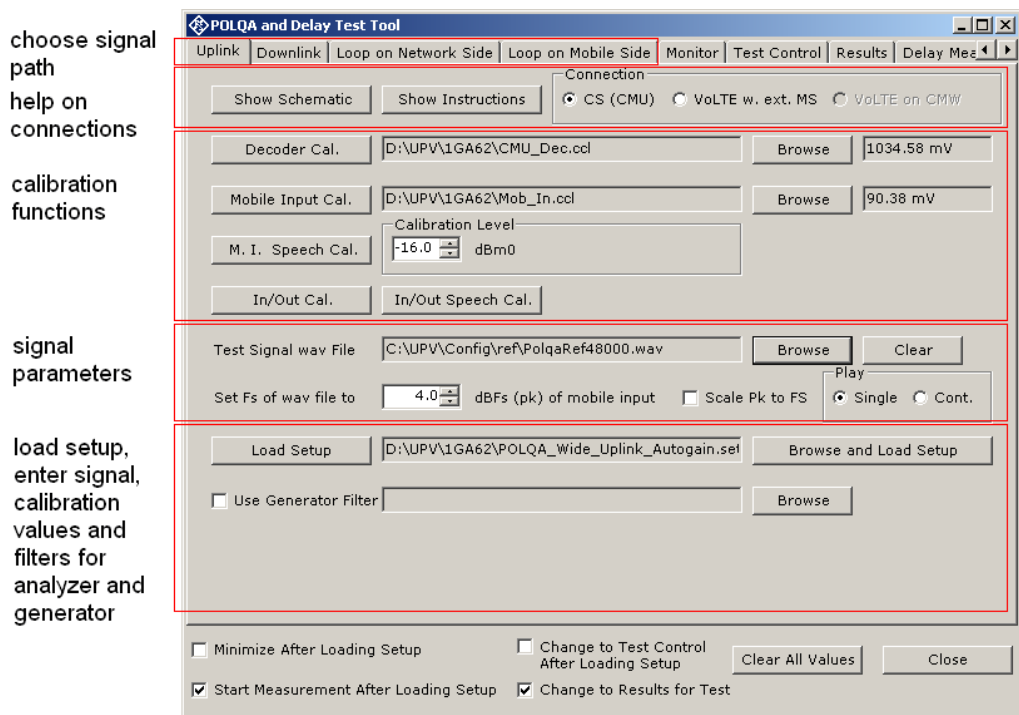 POLQA and Delay Test Tool
choose signal
path
Uplink Downlink Loop on Network Side Loop on Mobile Side Monitor Test Control Results Delay Mea
help on
connections
Show Schematic Show Instructions
Connection
CS (CMU) VoLTE w. ext. MS VoLTE on CMW
calibration
functions
Decoder Cal. D:\UPV\1GA62\CMU_Dec.ccl Browse 1034.58 mV
Mobile Input Cal. D:\UPV\1GA62\Mob_In.ccl Browse 90.38 mV
Calibration Level
M. I. Speech Cal. -16.0 dBm0
In/Out Cal. In/Out Speech Cal.
signal
parameters
Test Signal wav File C:\UPV\Config\ref\PolqaRef48000.wav Browse Clear
Play
Set Fs of wav file to 4.0 dBFs (pk) of mobile input Scale Pk to FS Single Cont.
load setup,
enter signal,
calibration
values and
filters for
analyzer and
generator
Load Setup D:\UPV\1GA62\POLQA_Wide_Uplink_Autogain.set Browse and Load Setup
Use Generator Filter Browse
Minimize After Loading Setup
Change to Test Control
After Loading Setup
Clear All Values Close
Start Measurement After Loading Setup Change to Results for Test